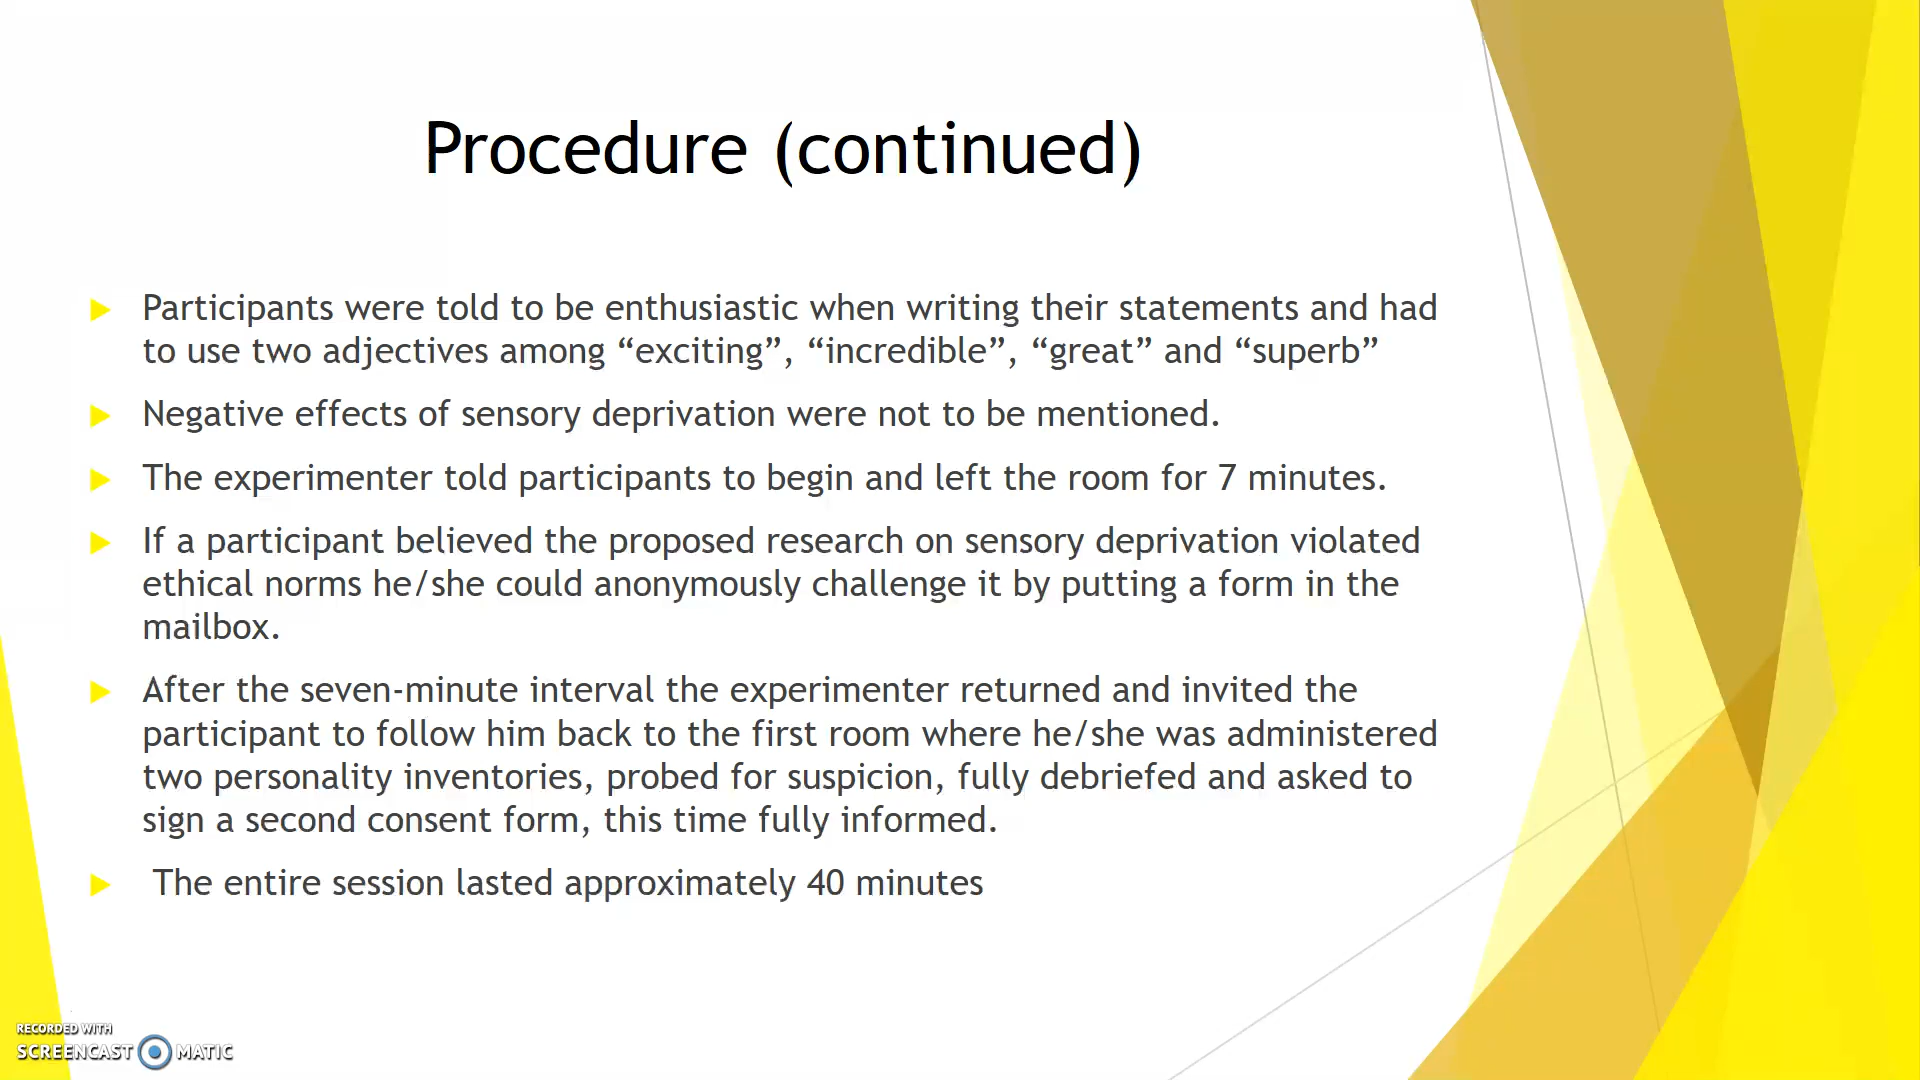 Procedure (continued)
Participants were told to be enthusiastic when writing their statements and had
to use two adjectives among “exciting”, “incredible”, “great” and “superb”
Negative effects of sensory deprivation were not to be mentioned.
The experimenter told participants to begin and left the room for 7 minutes.
If a participant believed the proposed research on sensory deprivation violated
ethical norms he/she could anonymously challenge it by putting a form in the
mailbox.
After the seven-minute interval the experimenter returned and invited the
participant to follow him back to the first room where he/she was administered
two personality inventories, probed for suspicion, fully debriefed and asked to
sign a second consent form, this time fully informed.
The entire session lasted approximately 40 minutes
RECORDED WITH
SCREENCAST MATIC